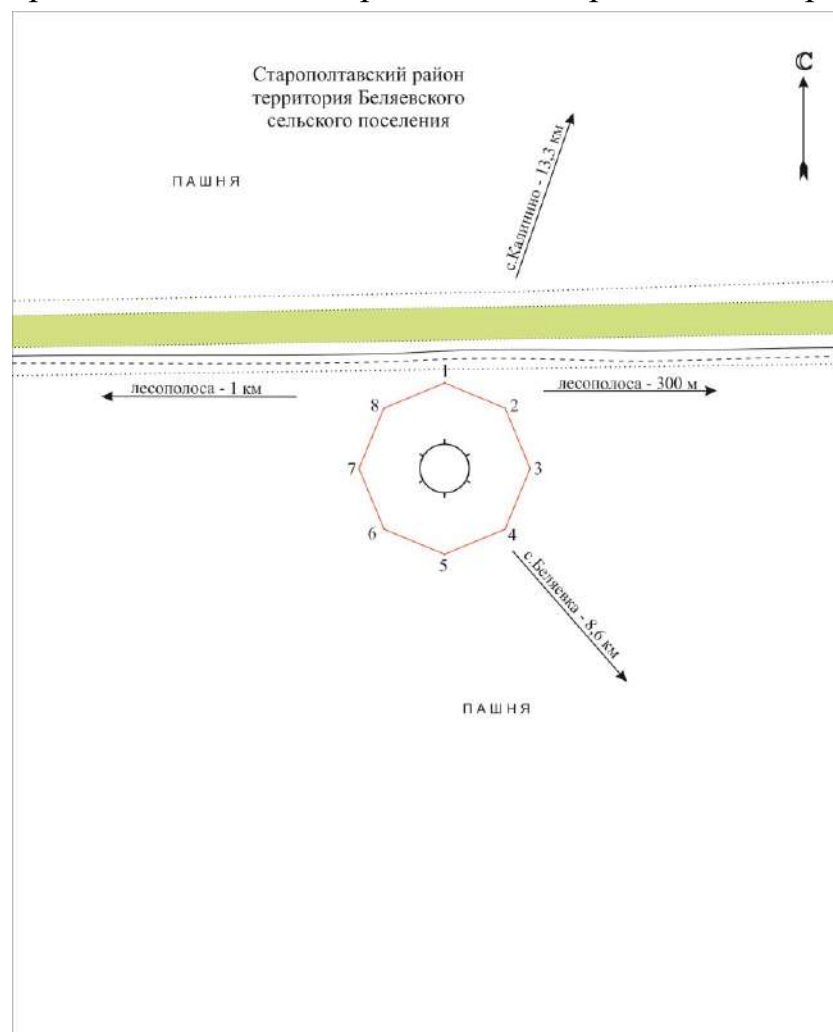 Старополтавский район
территория Беляевского
сельского поселения
С
ПАШНЯ
с.Калинино - 13,3 км
лесополоса - 1 км
1
лесополоса - 300 м
8
2
7
3
6
4
5
с.Беляевка - 8,6 км
ПАШНЯ